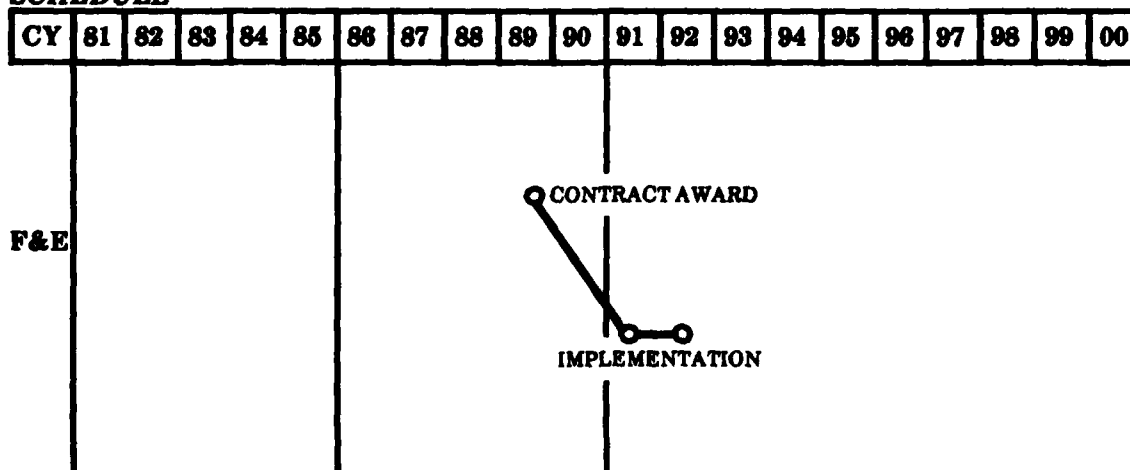 SCHEDULE
CY 81 82 83 84 85 86 87 88 89 90 91 92 93 94 95 96 97 98 99 00
CONTRACT AWARD
F&E
IMPLEMENTATION